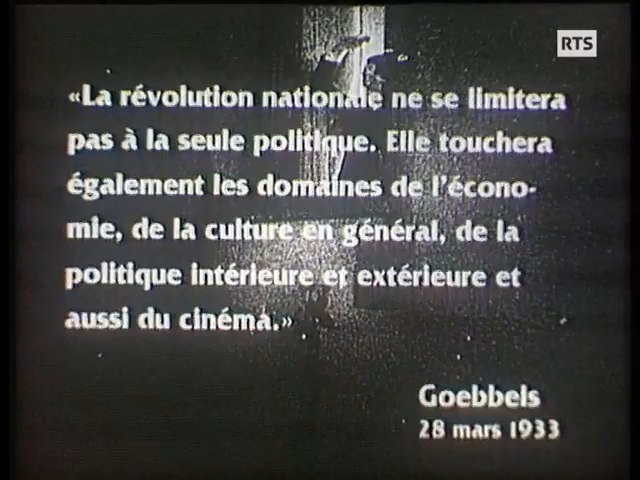 RTS
«La révolution nationale ne se limitera
pas à la seule politique. Elle touchera
également les domaines de l'écono-
mie, de la culture en général, de la
politique intérieure et extérieure et
aussi du cinéma.»
Goebbels
28 mars 1933